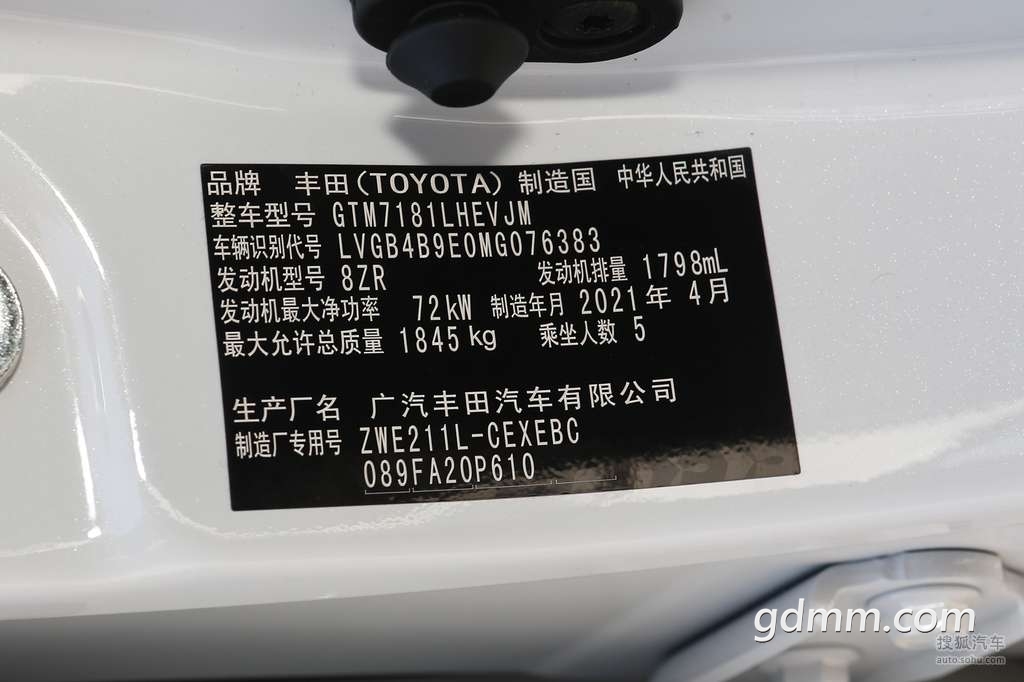 品牌 丰田(TOYOTA) 制造国 中华人民共和国
整车型号 GTM7181LHEVJM
车辆识别代号 LVGB4B9E0MG076383
发动机型号 8ZR 发动机排量 1798mL
发动机最大净功率 72kW 制造年月 2021年 4月
最大允许总质量 1845kg 乘坐人数 5
生产厂名 广汽丰田汽车有限公司
制造厂专用号 ZWE211L-CEXEBC
089FA20P610
gdmm.com
搜狐汽车
auto.sohu.com